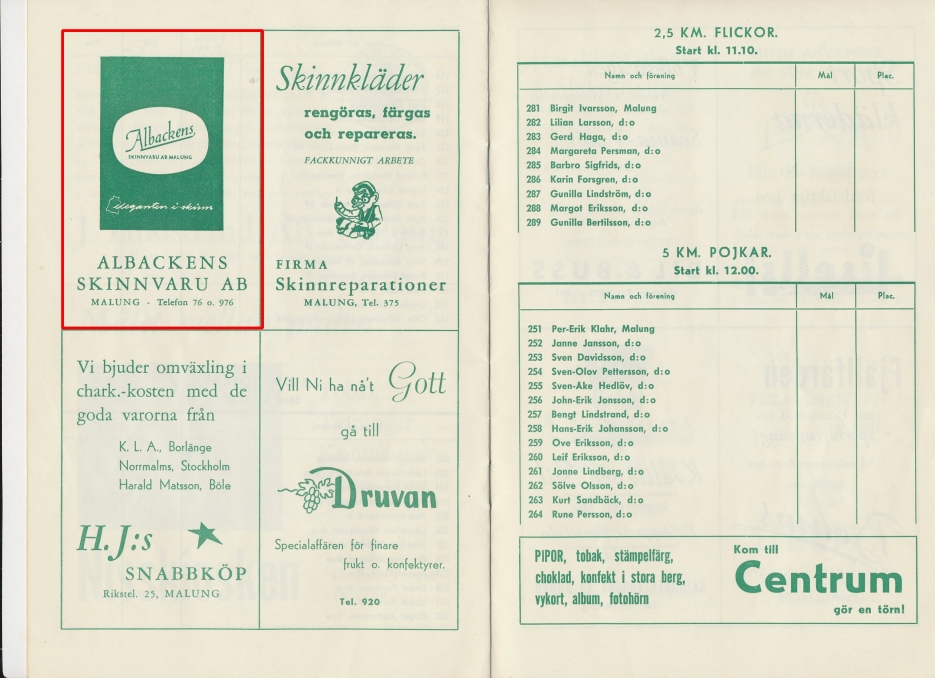 Albackens
SKINNVARU AB MALUNG
Eleganten i skinn
ALBACKENS
SKINNVARU AB
MALUNG - Telefon 76 o. 976
Skinnkläder
rengöras, färgas
och repareras.
FACKKUNNIGT ARBETE
FIRMA
Skinnreparationer
MALUNG, Tel. 375
Vi bjuder omväxling i
chark.-kosten med de
goda varorna från
K. L. A., Borlänge
Norrmalms, Stockholm
Harald Matsson, Böle
H. J:s
SNABBKÖP
Rikstel. 25, MALUNG
Vill Ni ha nå't Gott
gå till
Druvan
Specialaffären för finare
frukt o. konfektyrer.
Tel. 920
2,5 KM. FLICKOR.
Start kl. 11.10.
Namn och förening Mål Plac.
281 Birgit Ivarsson, Malung
282 Lilian Larsson, d:o
283 Gerd Haga, d:o
284 Margareta Persman, d:o
285 Barbro Sigfrids, d:o
286 Karin Forsgren, d:o
287 Gunilla Lindström, d:o
288 Margot Eriksson, d:o
289 Gunilla Bertilsson, d:o
5 KM. POJKAR.
Start kl. 12.00.
Namn och förening Mål Plac.
251 Per-Erik Klahr, Malung
252 Janne Jansson, d:o
253 Sven Davidsson, d:o
254 Sven-Olov Pettersson, d:o
255 Sven-Åke Hedlöv, d:o
256 John-Erik Jonsson, d:o
257 Bengt Lindstrand, d:o
258 Hans-Erik Johansson, d:o
259 Ove Eriksson, d:o
260 Leif Eriksson, d:o
261 Jonne Lindberg, d:o
262 Sölve Olsson, d:o
263 Kurt Sandbäck, d:o
264 Rune Persson, d:o
PIPOR, tobak, stämpelfärg,
choklad, konfekt i stora berg,
vykort, album, fotohörn
Kom till
Centrum
gör en törn!